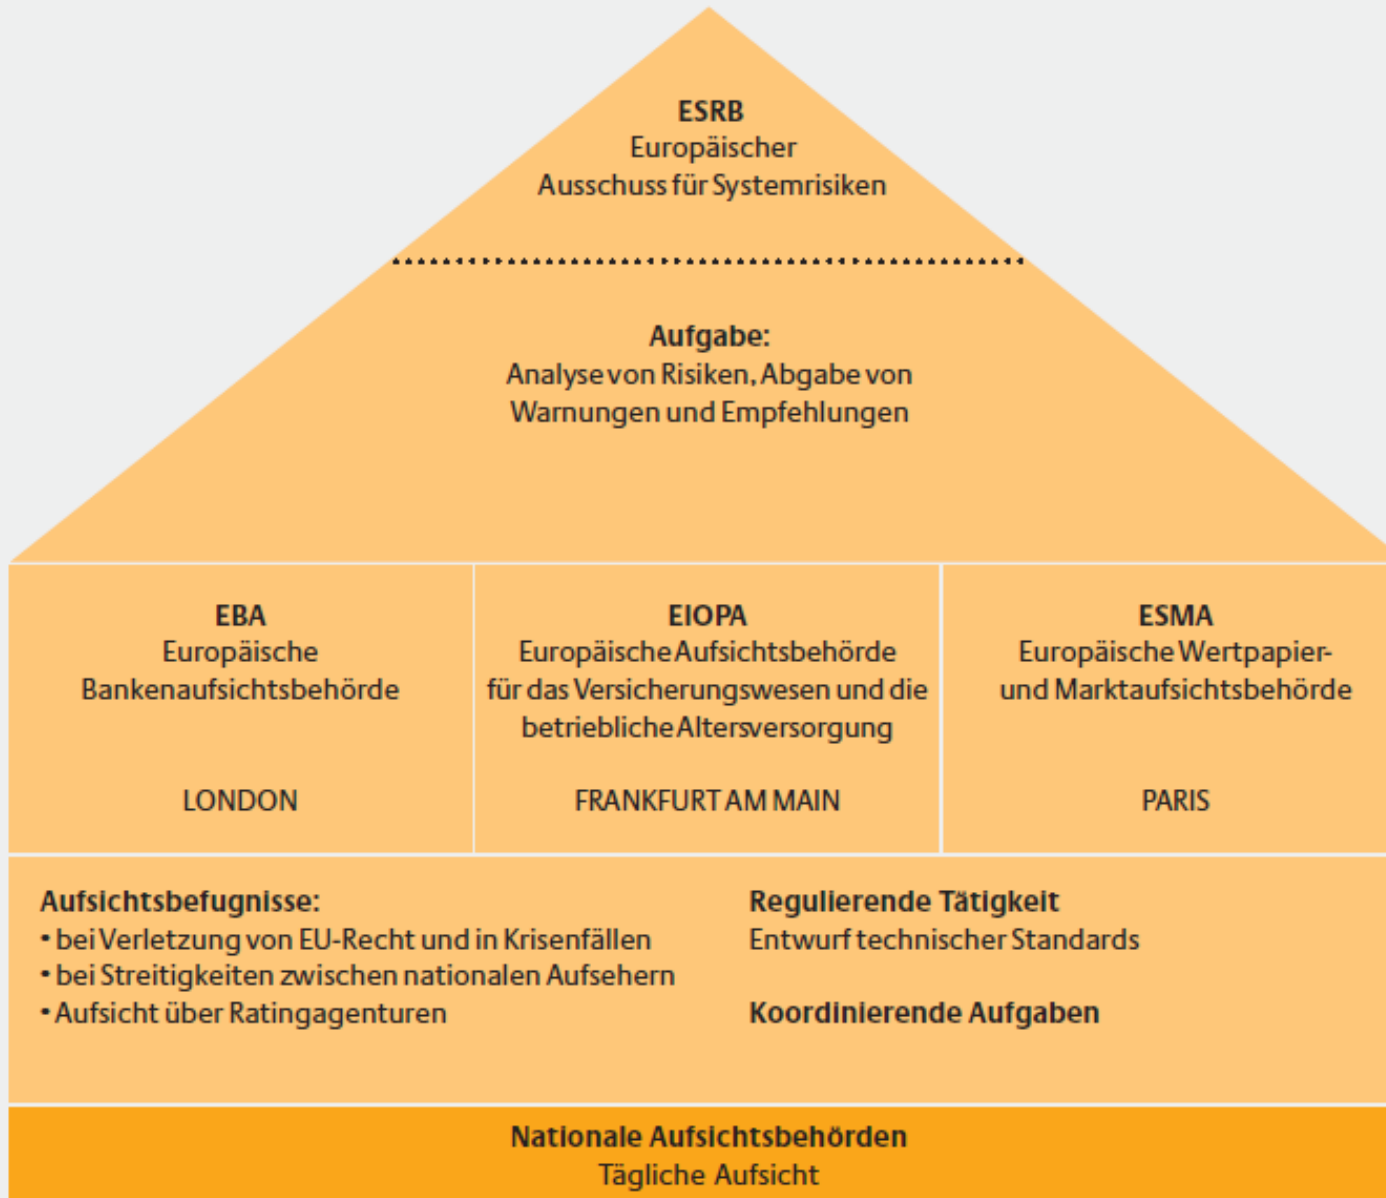 ESRB
Europäischer
Ausschuss für Systemrisiken
Aufgabe:
Analyse von Risiken, Abgabe von
Warnungen und Empfehlungen
EBA
Europäische
Bankenaufsichtsbehörde
LONDON
EIOPA
Europäische Aufsichtsbehörde
für das Versicherungswesen und die
betriebliche Altersversorgung
FRANKFURT AM MAIN
ESMA
Europäische Wertpapier-
und Marktaufsichtsbehörde
PARIS
Aufsichtsbefugnisse:
• bei Verletzung von EU-Recht und in Krisenfällen
• bei Streitigkeiten zwischen nationalen Aufsehern
• Aufsicht über Ratingagenturen
Regulierende Tätigkeit
Entwurf technischer Standards
Koordinierende Aufgaben
Nationale Aufsichtsbehörden
Tägliche Aufsicht